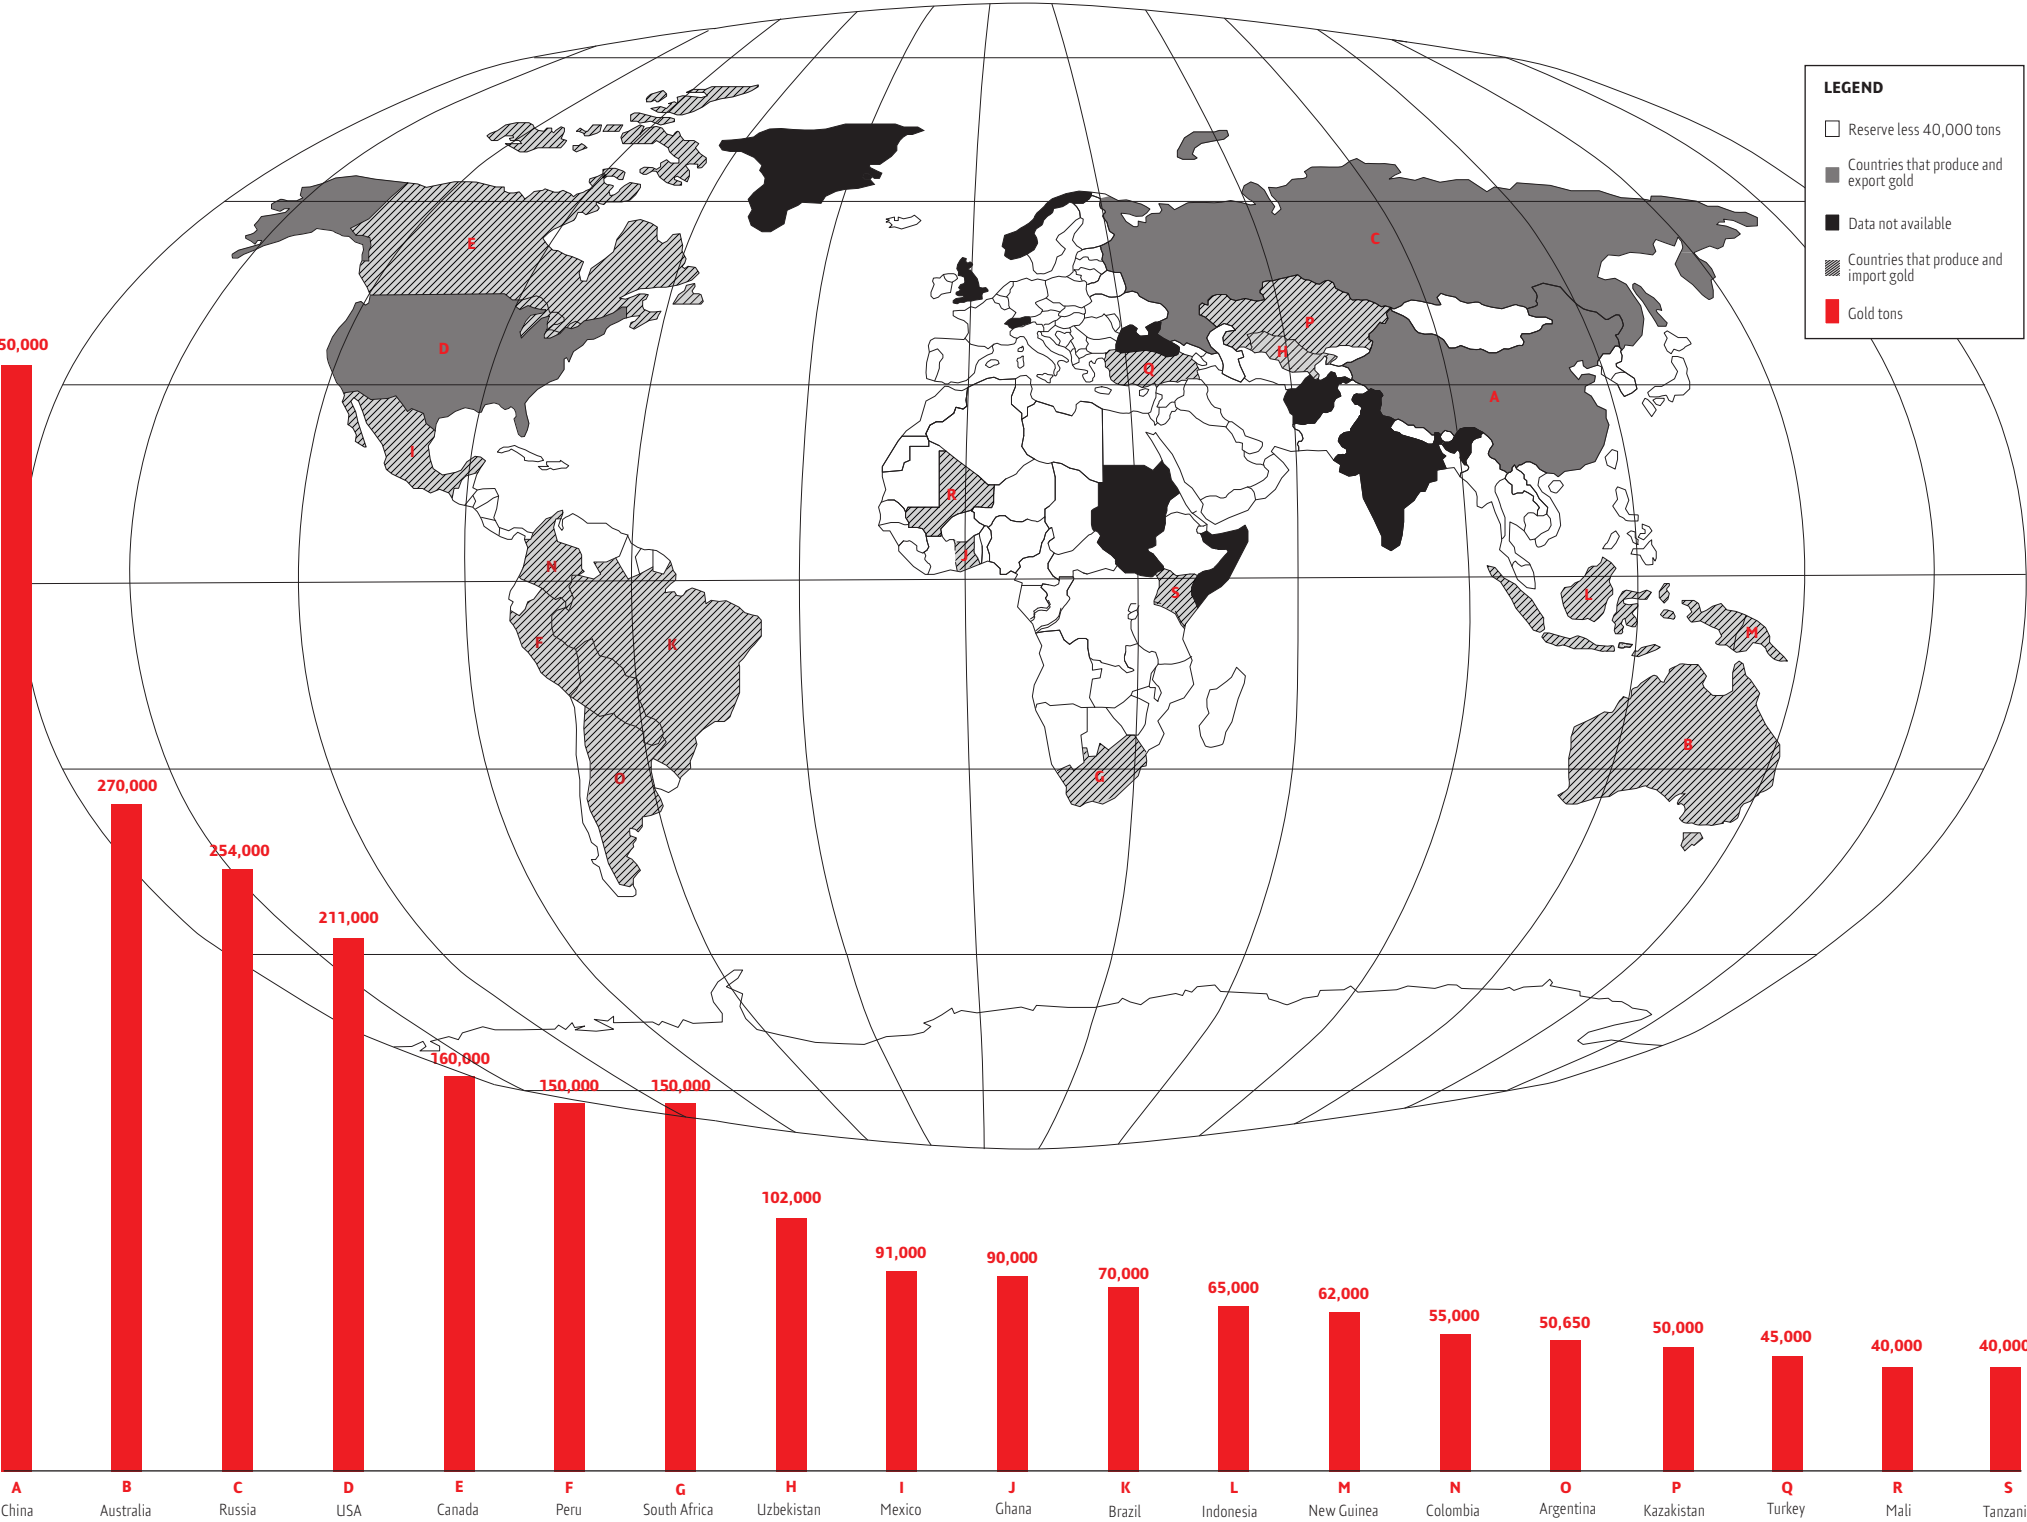 LEGEND
Reserve less 40,000 tons
Countries that produce and
export gold
Data not available
Countries that produce and
import gold
Gold tons
E
C
D
P
H
Q
A
I
R
J
N
S
L
F
K
M
B
O
G
50,000
270,000
254,000
211,000
160,000
150,000
150,000
102,000
91,000
90,000
70,000
65,000
62,000
55,000
50,650
50,000
45,000
40,000
40,000
A B C D E F G H I J K L M N O P Q R S
China Australia Russia USA Canada Peru South Africa Uzbekistan Mexico Ghana Brazil Indonesia New Guinea Colombia Argentina Kazakistan Turkey Mali Tanzani